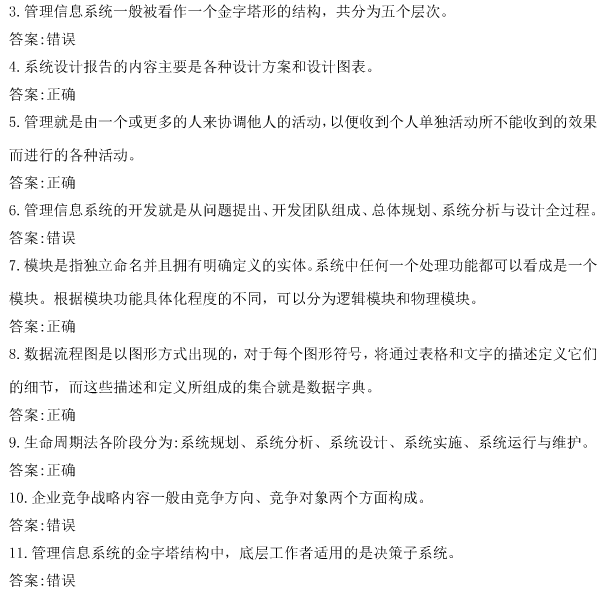 3.管理信息系统一般被看作一个金字塔形的结构，共分为五个层次。
答案:错误
4.系统设计报告的内容主要是各种设计方案和设计图表。
答案:正确
5.管理就是由一个或更多的人来协调他人的活动，以便收到个人单独活动所不能收到的效果
而进行的各种活动。
答案:正确
6.管理信息系统的开发就是从问题提出、开发团队组成、总体规划、系统分析与设计全过程。
答案:错误
7.模块是指独立命名并且拥有明确定义的实体。系统中任何一个处理功能都可以看成是一个
模块。根据模块功能具体化程度的不同，可以分为逻辑模块和物理模块。
答案:正确
8.数据流程图是以图形方式出现的，对于每个图形符号，将通过表格和文字的描述定义它们
的细节，而这些描述和定义所组成的集合就是数据字典。
答案:正确
9.生命周期法各阶段分为:系统规划、系统分析、系统设计、系统实施、系统运行与维护。
答案:正确
10.企业竞争战略内容一般由竞争方向、竞争对象两个方面构成。
答案:错误
11.管理信息系统的金字塔结构中，底层工作者适用的是决策子系统。
答案:错误